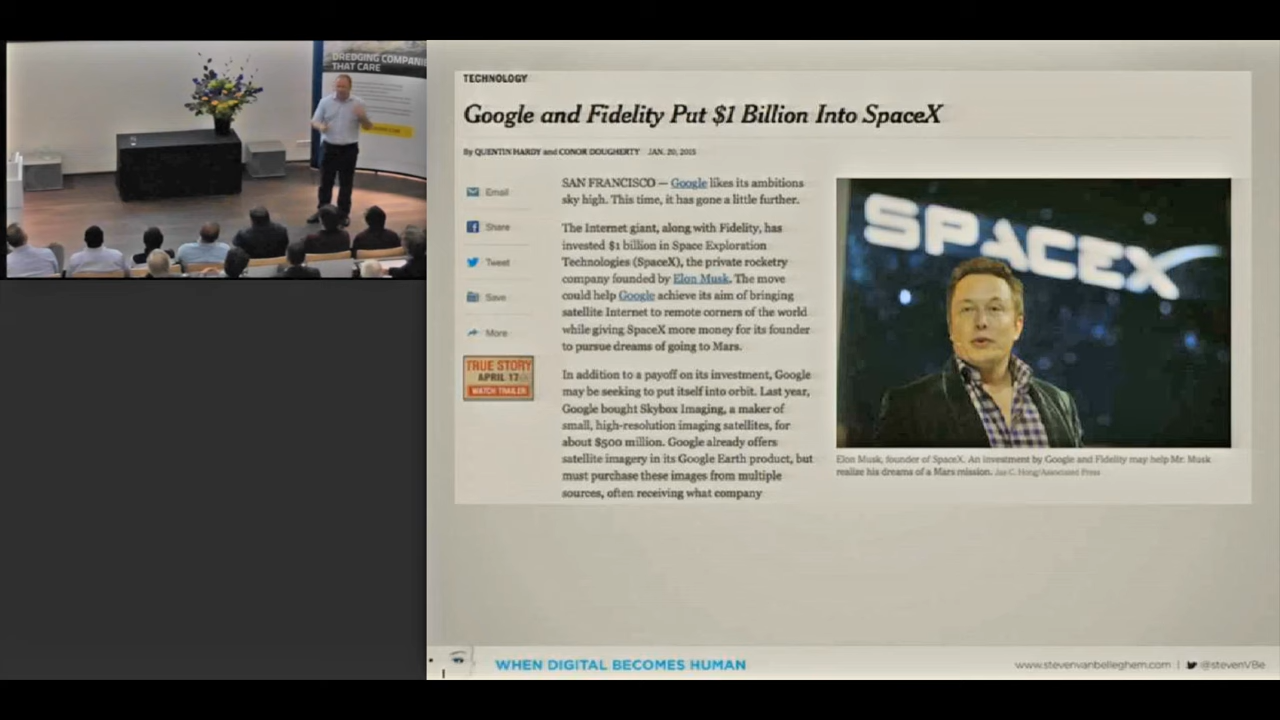 DREDGING COMPANIE
THAT CARE
TECHNOLOGY
Google and Fidelity Put $1 Billion Into SpaceX
By QUENTIN HARDY and CONOR DOUGHERTY JAN. 20, 2015
Email
Share
Tweet
Save
More
TRUE STORY
APRIL 17
WATCH TRAILER
SAN FRANCISCO — Google likes its ambitions
sky high. This time, it has gone a little further.
The Internet giant, along with Fidelity, has
invested $1 billion in Space Exploration
Technologies (SpaceX), the private rocketry
company founded by Elon Musk. The move
could help Google achieve its aim of bringing
satellite Internet to remote corners of the world
while giving SpaceX more money for its founder
to pursue dreams of going to Mars.
In addition to a payoff on its investment, Google
may be seeking to put itself into orbit. Last year,
Google bought Skybox Imaging, a maker of
small, high-resolution imaging satellites, for
about $500 million. Google already offers
satellite imagery in its Google Earth product, but
must purchase these images from multiple
sources, often receiving what company
SPACEX
Elon Musk, founder of SpaceX. An investment by Google and Fidelity may help Mr. Musk
realize his dreams of a Mars mission. Jae C. Hong/Associated Press
WHEN DIGITAL BECOMES HUMAN
www.stevenvanbelleghem.com | @stevenVBe